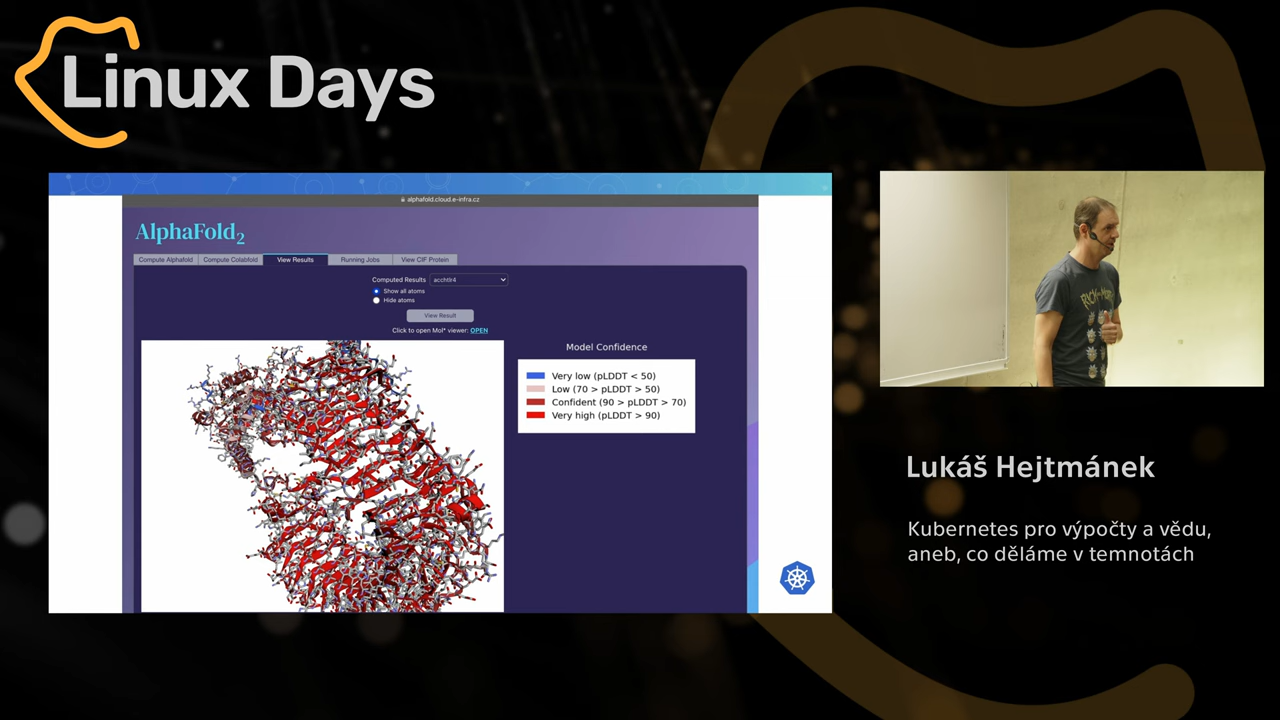 Linux Days
alphafold.cloud.e-infra.cz
AlphaFold2
Compute Alphafold
Compute Colabfold
View Results
Running Jobs
View CIF Protein
Computed Results
acchtlr4
Show all atoms
Hide atoms
View Result
Click to open Mol* viewer: OPEN
Model Confidence
Very low (pLDDT < 50)
Low (70 > pLDDT > 50)
Confident (90 > pLDDT > 70)
Very high (pLDDT > 90)
Lukáš Hejtmánek
Kubernetes pro výpočty a vědu,
aneb, co děláme v temnotách